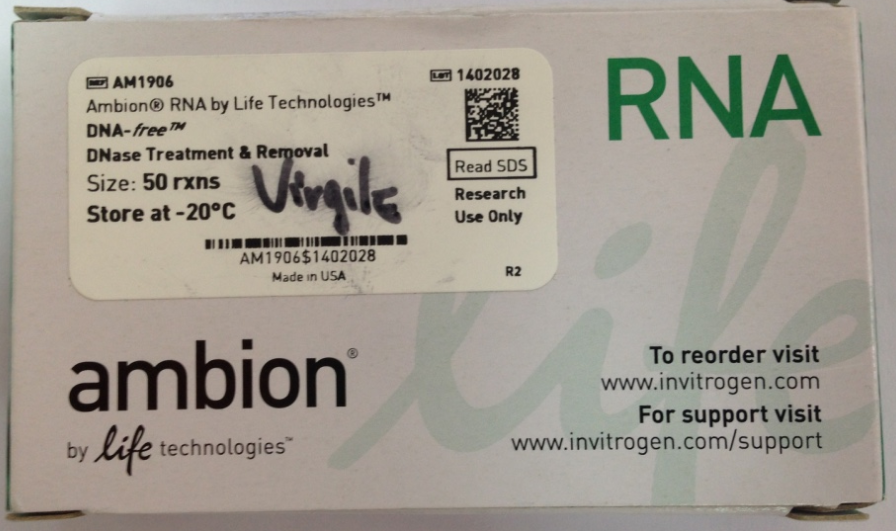 REF AM1906
LOT 1402028
Ambion® RNA by Life Technologies™
DNA-free™
DNase Treatment & Removal
Size: 50 rxns
Store at -20°C
Virgile
Read SDS
Research
Use Only
AM1906$1402028
Made in USA
R2
RNA
life
ambion®
by life technologies™
To reorder visit
www.invitrogen.com
For support visit
www.invitrogen.com/support